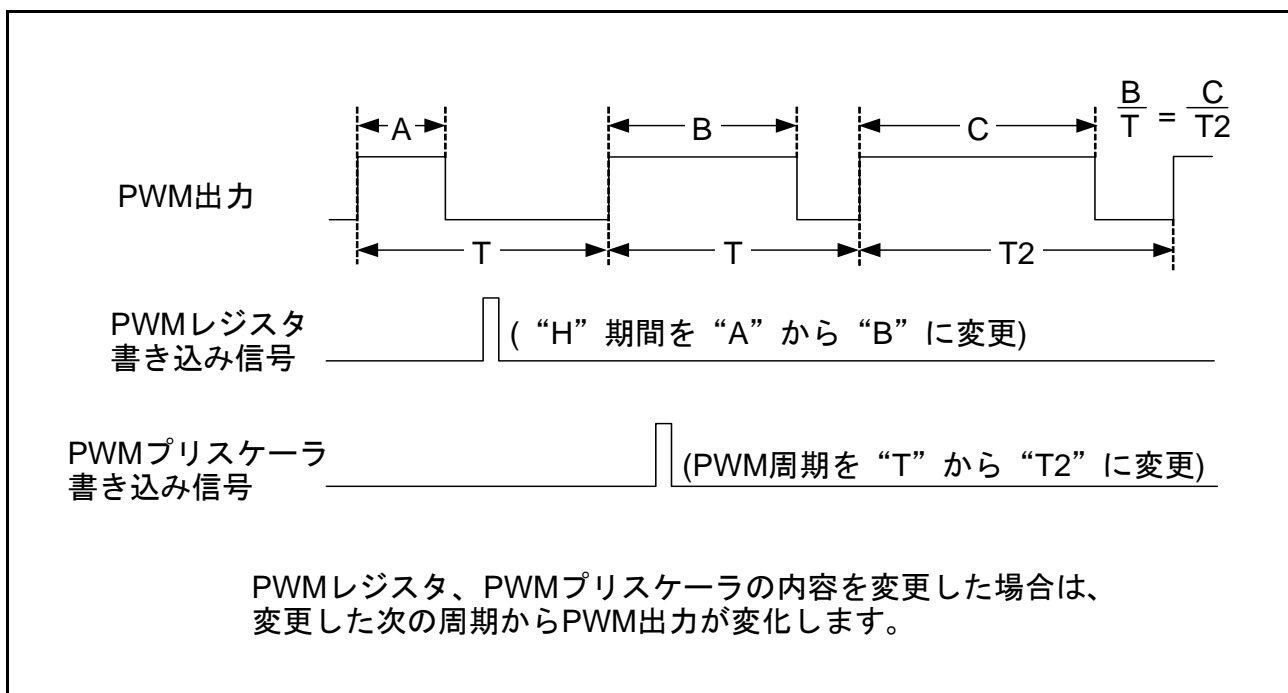 A
B
C
B/T = C/T2
PWM出力
T
T
T2
PWMレジスタ
書き込み信号
( “H” 期間を “A” から “B” に変更)
PWMプリスケーラ
書き込み信号
(PWM周期を “T” から “T2” に変更)
PWMレジスタ、PWMプリスケーラの内容を変更した場合は、
変更した次の周期からPWM出力が変化します。